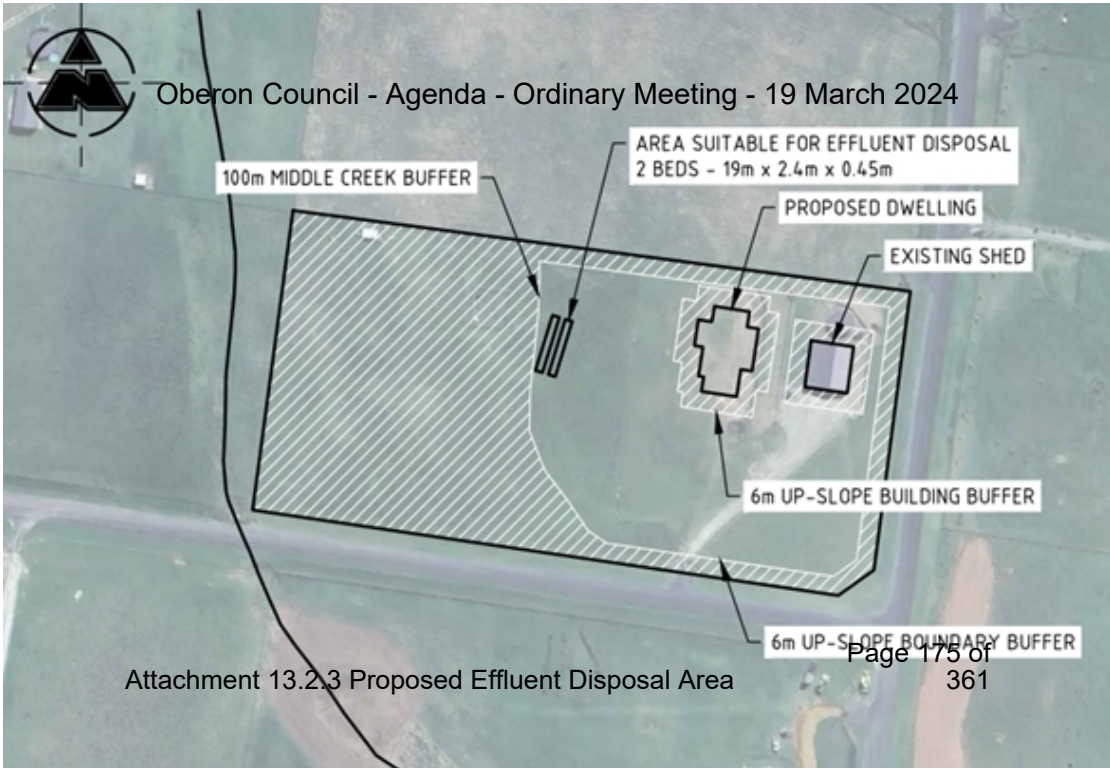 N
Oberon Council - Agenda - Ordinary Meeting - 19 March 2024
AREA SUITABLE FOR EFFLUENT DISPOSAL
2 BEDS - 19m x 2.4m x 0.45m
100m MIDDLE CREEK BUFFER
PROPOSED DWELLING
EXISTING SHED
6m UP-SLOPE BUILDING BUFFER
6m UP-SLOPE BOUNDARY BUFFER
Page 175 of
361
Attachment 13.2.3 Proposed Effluent Disposal Area